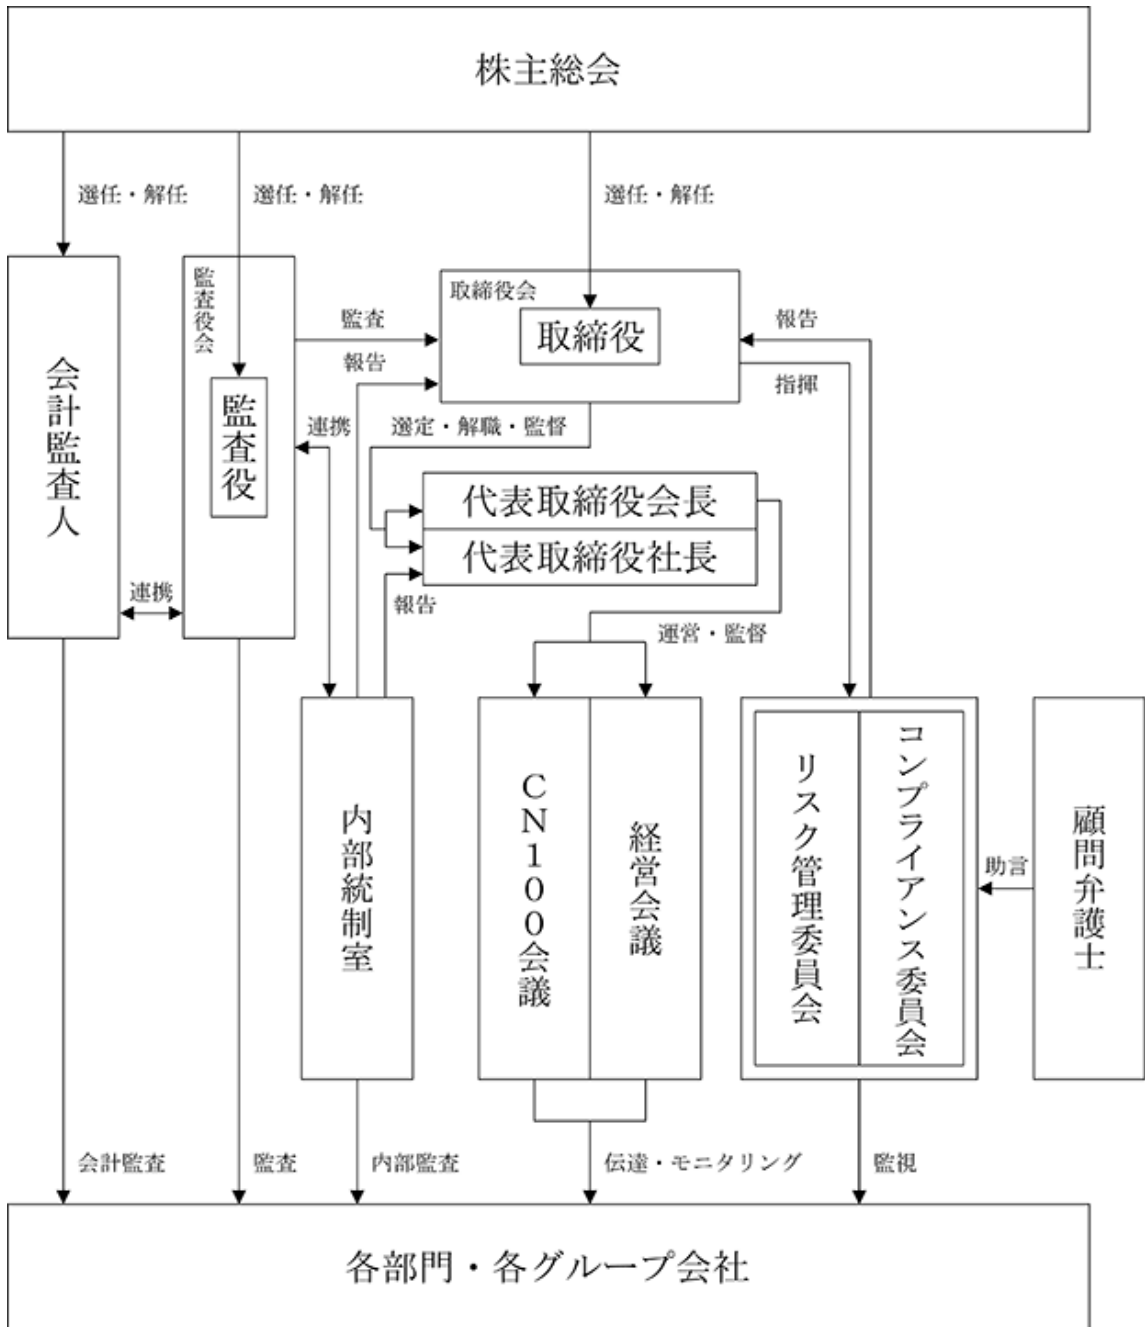 株主総会
選任・解任
選任・解任
選任・解任
会計監査人
監査役会
監査役
監査
報告
連携
連携
取締役会
取締役
報告
指揮
選定・解職・監督
代表取締役会長
代表取締役社長
報告
運営・監督
内部統制室
CN100会議
経営会議
リスク管理委員会
コンプライアンス委員会
助言
顧問弁護士
会計監査
監査
内部監査
伝達・モニタリング
監視
各部門・各グループ会社